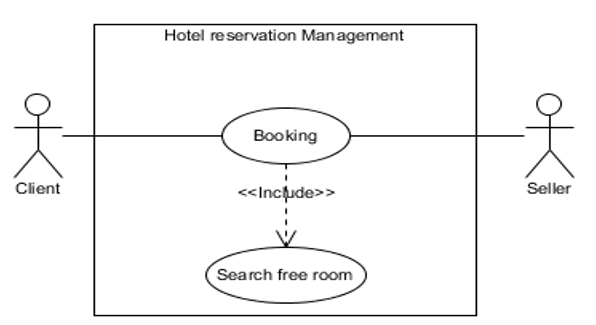 Hotel reservation Management
Booking
Client
<<Include>>
Seller
Search free room